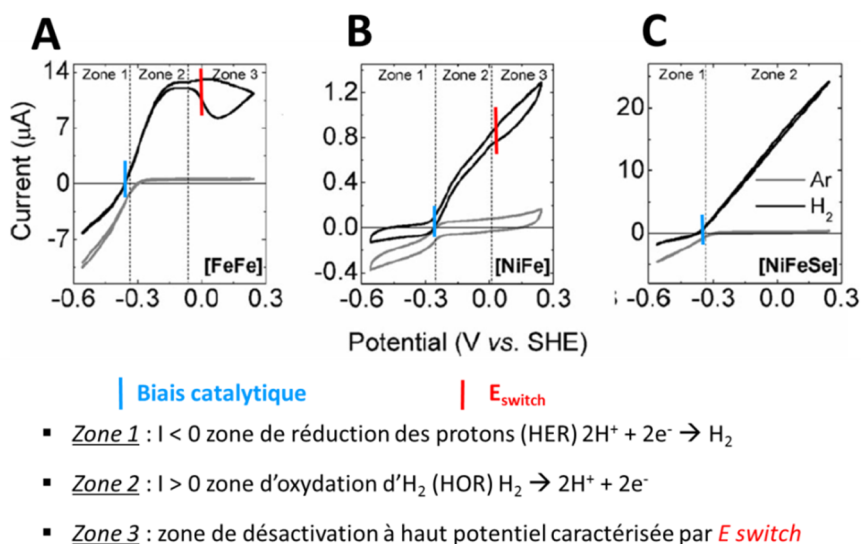 A
B
C
Zone 1 Zone 2 Zone 3
Zone 1 Zone 2 Zone 3
Zone 1 Zone 2
14
7
0
-7
1.2
0.8
0.4
0.0
-0.4
20
10
0
Current (µA)
Ar
H2
[FeFe]
[NiFe]
[NiFeSe]
-0.6 -0.3 0.0 0.3
-0.6 -0.3 0.0 0.3
-0.6 -0.3 0.0 0.3
Potential (V vs. SHE)
Biais catalytique
Eswitch
▪ Zone 1 : I < 0 zone de réduction des protons (HER) 2H⁺ + 2e⁻ → H₂
▪ Zone 2 : I > 0 zone d'oxydation d'H₂ (HOR) H₂ → 2H⁺ + 2e⁻
▪ Zone 3 : zone de désactivation à haut potentiel caractérisée par E switch